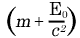 (m + E₀/c²)